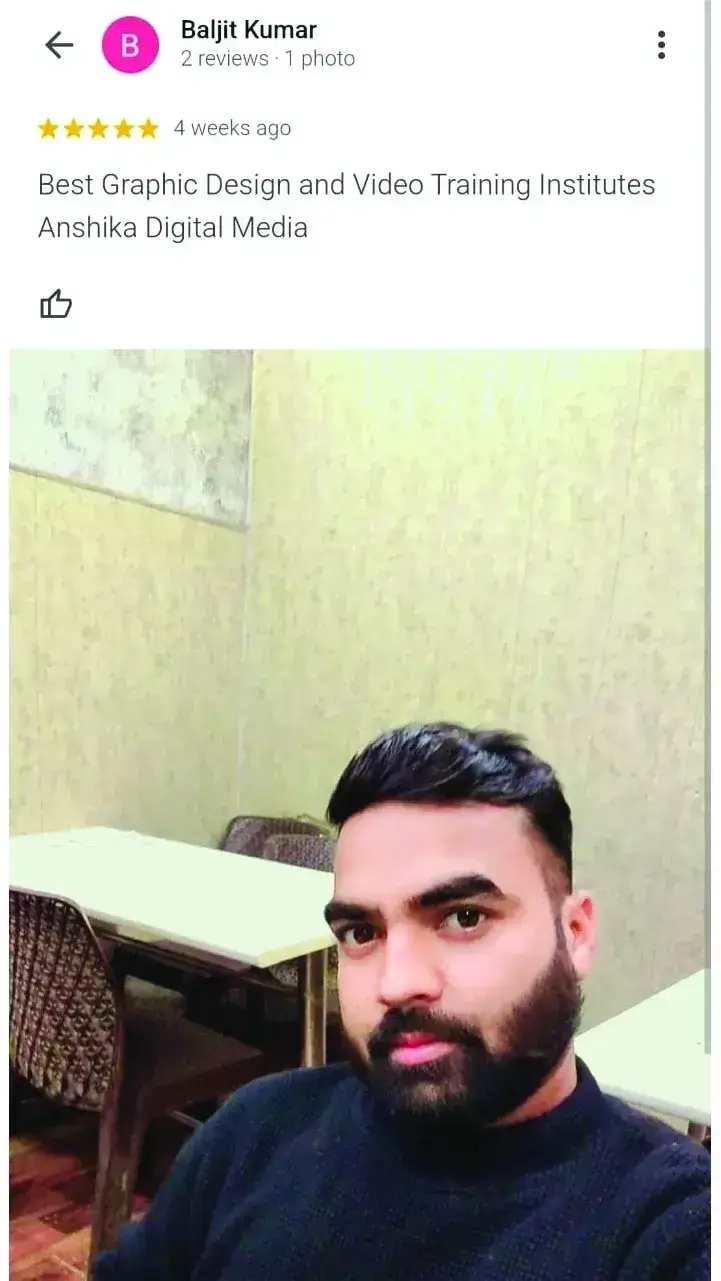 B
Baljit Kumar
2 reviews · 1 photo
4 weeks ago
Best Graphic Design and Video Training Institutes
Anshika Digital Media